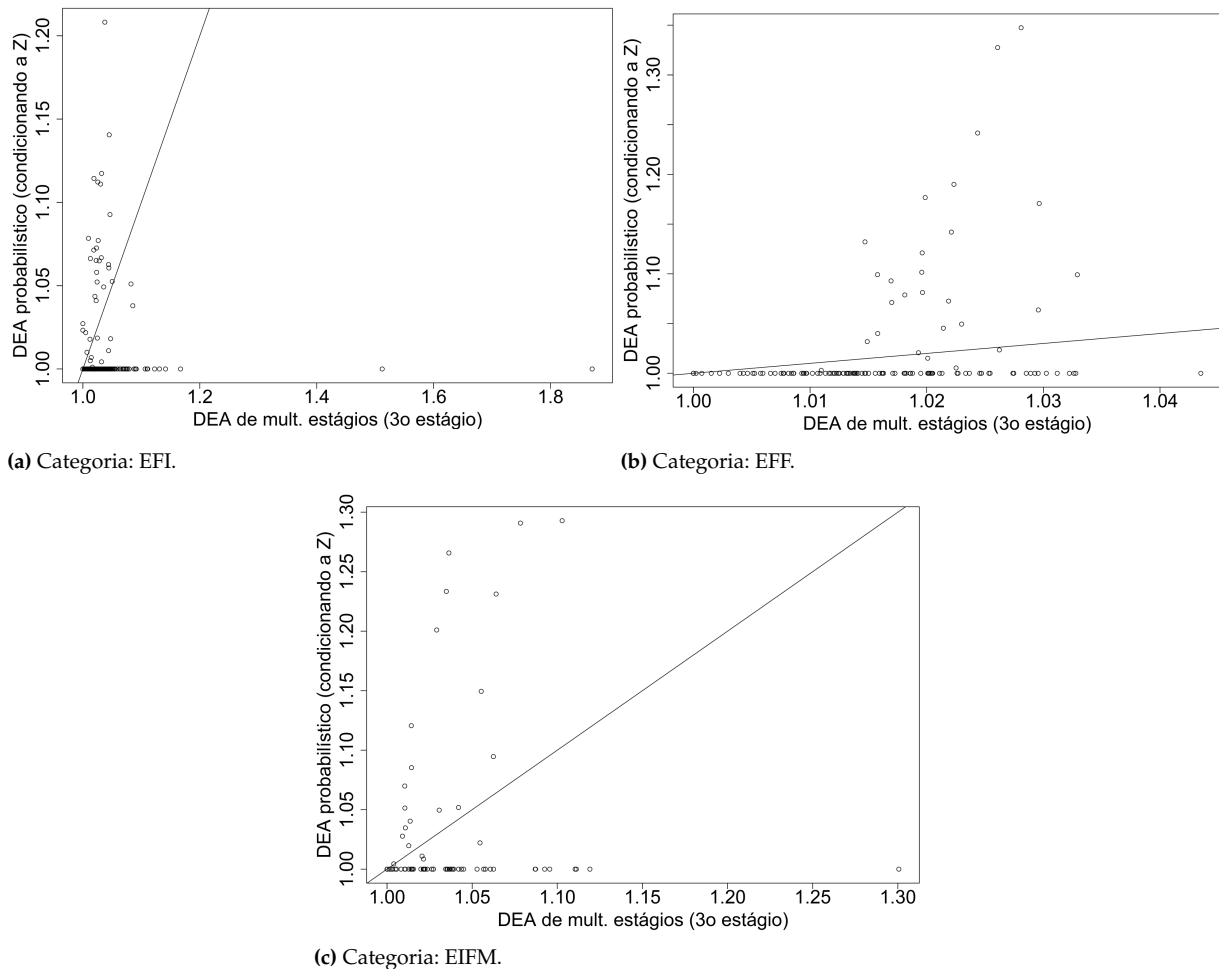 DEA probabilístico (condicionando a Z)
1.20
1.15
1.10
1.05
1.00
1.0 1.2 1.4 1.6 1.8
DEA de mult. estágios (3o estágio)
(a) Categoria: EFI.
DEA probabilístico (condicionando a Z)
1.30
1.20
1.10
1.00
1.00 1.01 1.02 1.03 1.04
DEA de mult. estágios (3o estágio)
(b) Categoria: EFF.
DEA probabilístico (condicionando a Z)
1.30
1.25
1.20
1.15
1.10
1.05
1.00
1.00 1.05 1.10 1.15 1.20 1.25 1.30
DEA de mult. estágios (3o estágio)
(c) Categoria: EIFM.